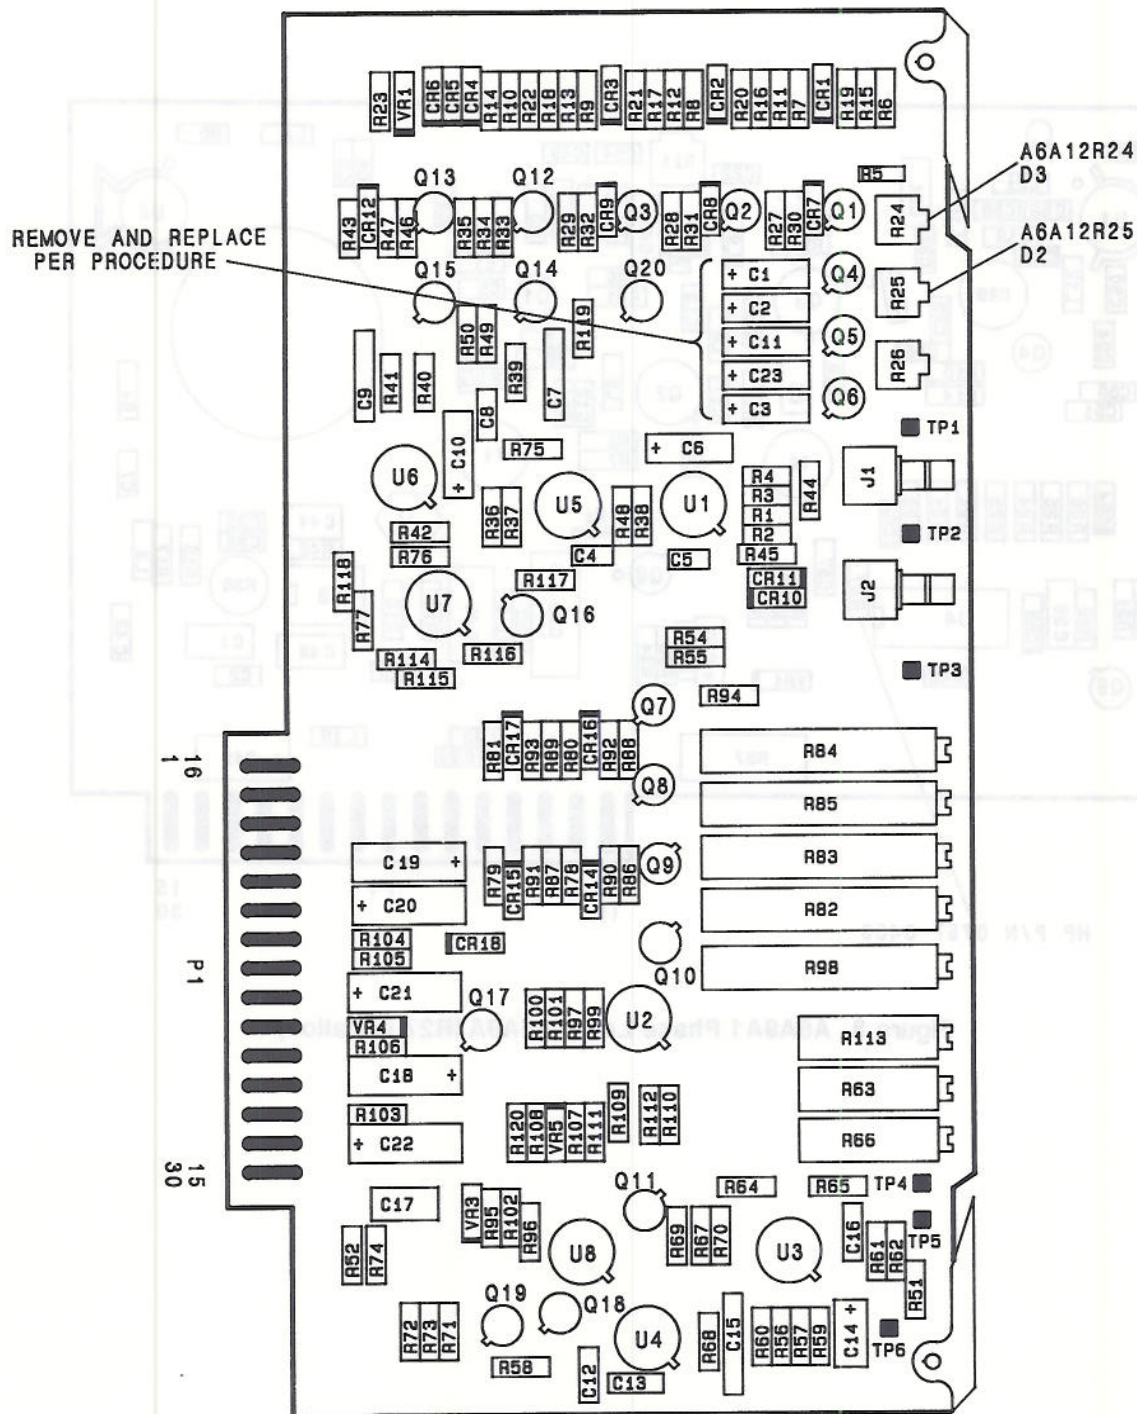 R23 VR1 CR6 CR5 CR4 R14 R10 R22 R18 R13 R9 CR3 R21 R17 R12 R8 CR2 R20 R16 R11 R7 CR1 R19 R15 R6
A6A12R24
D3
R5
Q13 Q12
R43 CR12 R47 R46 R35 R34 R33 R29 R32 CR9 Q3 R28 R31 CR8 Q2 R27 R30 CR7 Q1 R24
A6A12R25
D2
REMOVE AND REPLACE
PER PROCEDURE
Q15 Q14 Q20
+ C1 Q4 R25
+ C2
R50 R49 R119
+ C11 Q5
C9 R41 R40 R39 C7 + C23 R26
C8 + C3 Q6
TP1
C10 + R75 + C6
U6 R4 R44 J1
R3
R36 R37 U5 R48 R38 U1 R1
R42 R2 TP2
R76 C4 C5 R45
R118 R117 CR11 J2
R77 U7 Q16 CR10
R54
R114 R116 R55
R115 TP3
R94
Q7
R81 CR17 R93 R89 R80 CR16 R92 R88 R84
16
1
Q8
R85
C19 + R79 CR15 R91 R87 R78 CR14 R90 R86 Q9 R83
+ C20 R82
R104 CR18
R105
P1 Q10 R98
+ C21 Q17
R100 R101 R97 R99 U2
VR4 R113
R106
C18 +
R63
R103 R120 R108 VR5 R107 R111 R109 R112 R110
+ C22 R66
15
30
Q11 R64 R65 TP4
C17 VR3 R95 R102 R96 R69 R67 R70 C16 TP5
R52 R74 U8 U3 R61 R62
R51
Q19 Q18
R72 R73 R71 U4 R68 C15 R60 R56 R57 R59 C14 +
TP6
R58 C12 C13